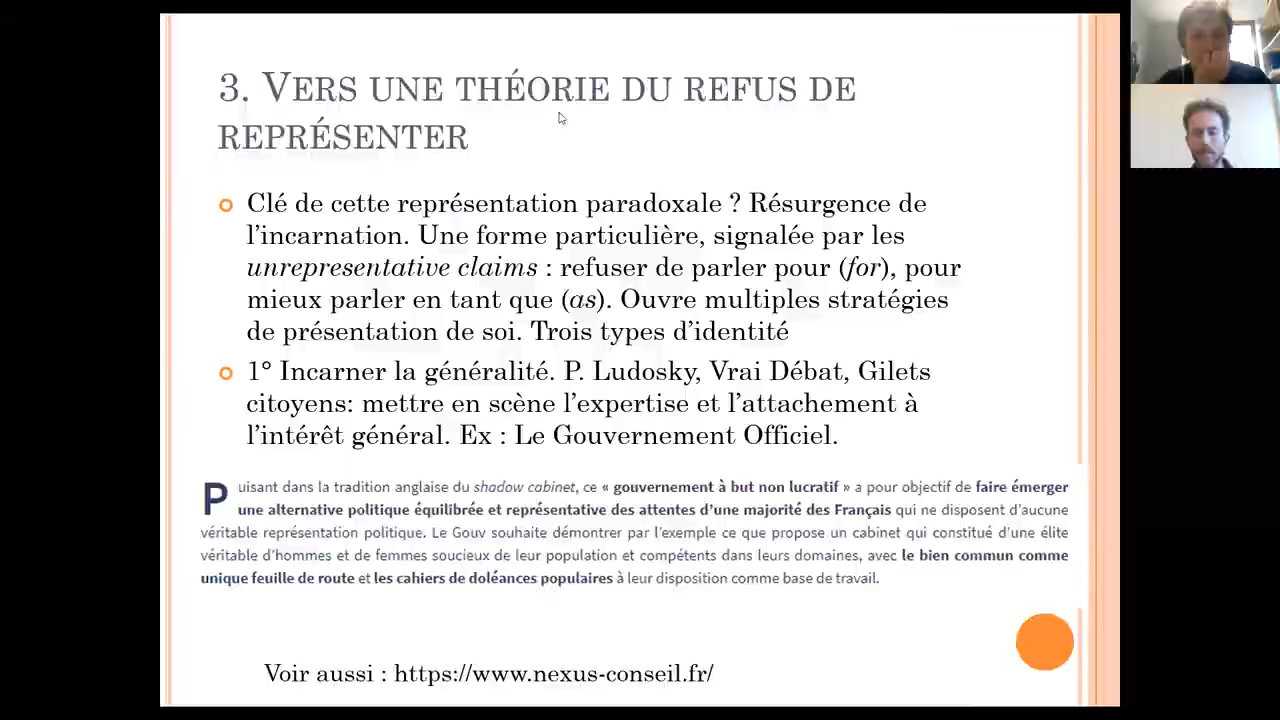 3. Vers une théorie du refus de
représenter
Clé de cette représentation paradoxale ? Résurgence de
l'incarnation. Une forme particulière, signalée par les
unrepresentative claims : refuser de parler pour (for), pour
mieux parler en tant que (as). Ouvre multiples stratégies
de présentation de soi. Trois types d'identité
1° Incarner la généralité. P. Ludosky, Vrai Débat, Gilets
citoyens: mettre en scène l'expertise et l'attachement à
l'intérêt général. Ex : Le Gouvernement Officiel.
Puisant dans la tradition anglaise du shadow cabinet, ce « gouvernement à but non lucratif » a pour objectif de faire émerger
une alternative politique équilibrée et représentative des attentes d'une majorité des Français qui ne disposent d'aucune
véritable représentation politique. Le Gouv souhaite démontrer par l'exemple ce que propose un cabinet qui constitué d'une élite
véritable d'hommes et de femmes soucieux de leur population et compétents dans leurs domaines, avec le bien commun comme
unique feuille de route et les cahiers de doléances populaires à leur disposition comme base de travail.
Voir aussi : https://www.nexus-conseil.fr/